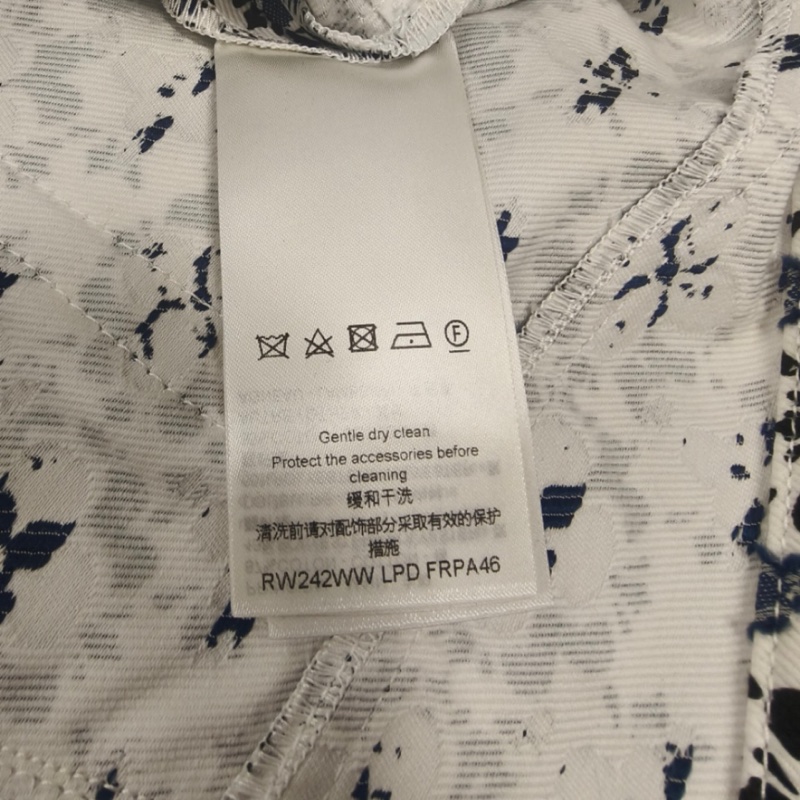 F
Gentle dry clean
Protect the accessories before
cleaning
缓和干洗
清洗前请对配饰部分采取有效的保护
措施
RW242WW LPD FRPA46